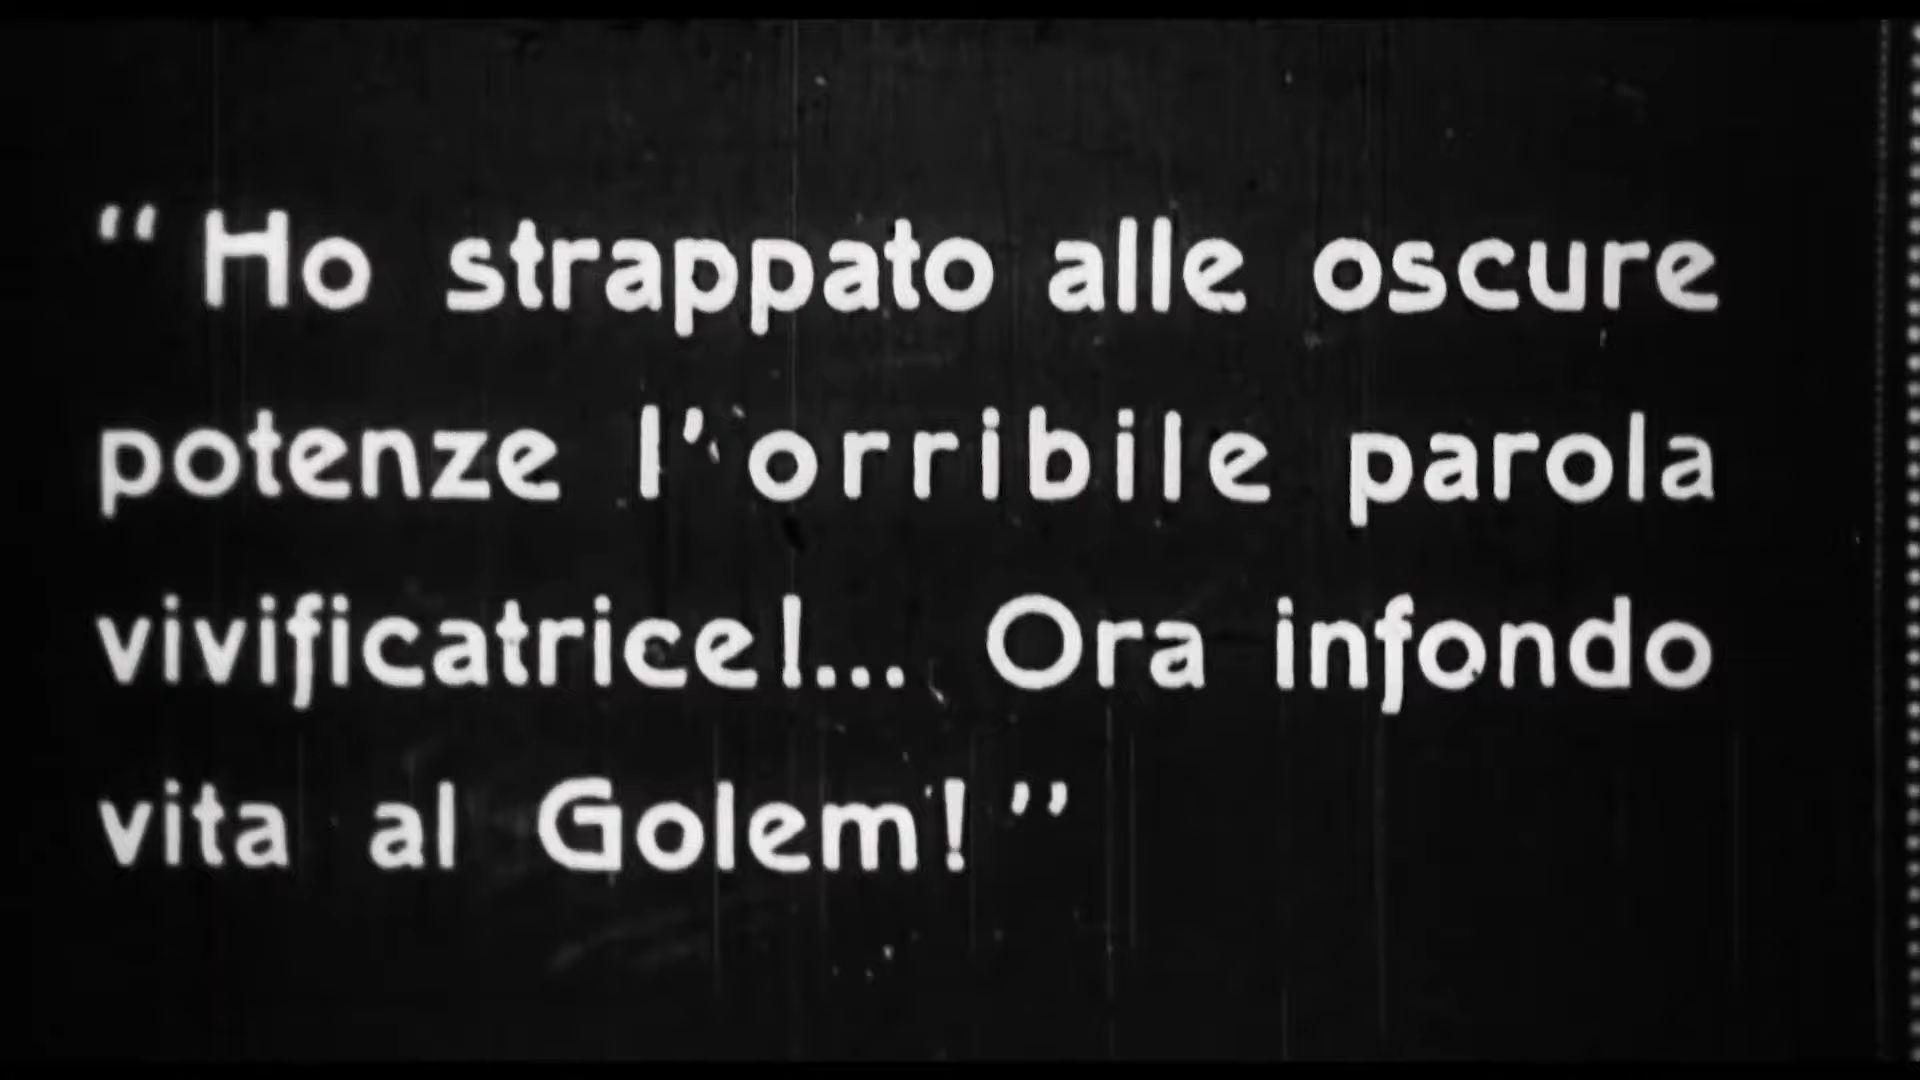 “Ho strappato alle oscure
potenze l'orribile parola
vivificatrice!... Ora infondo
vita al Golem!”